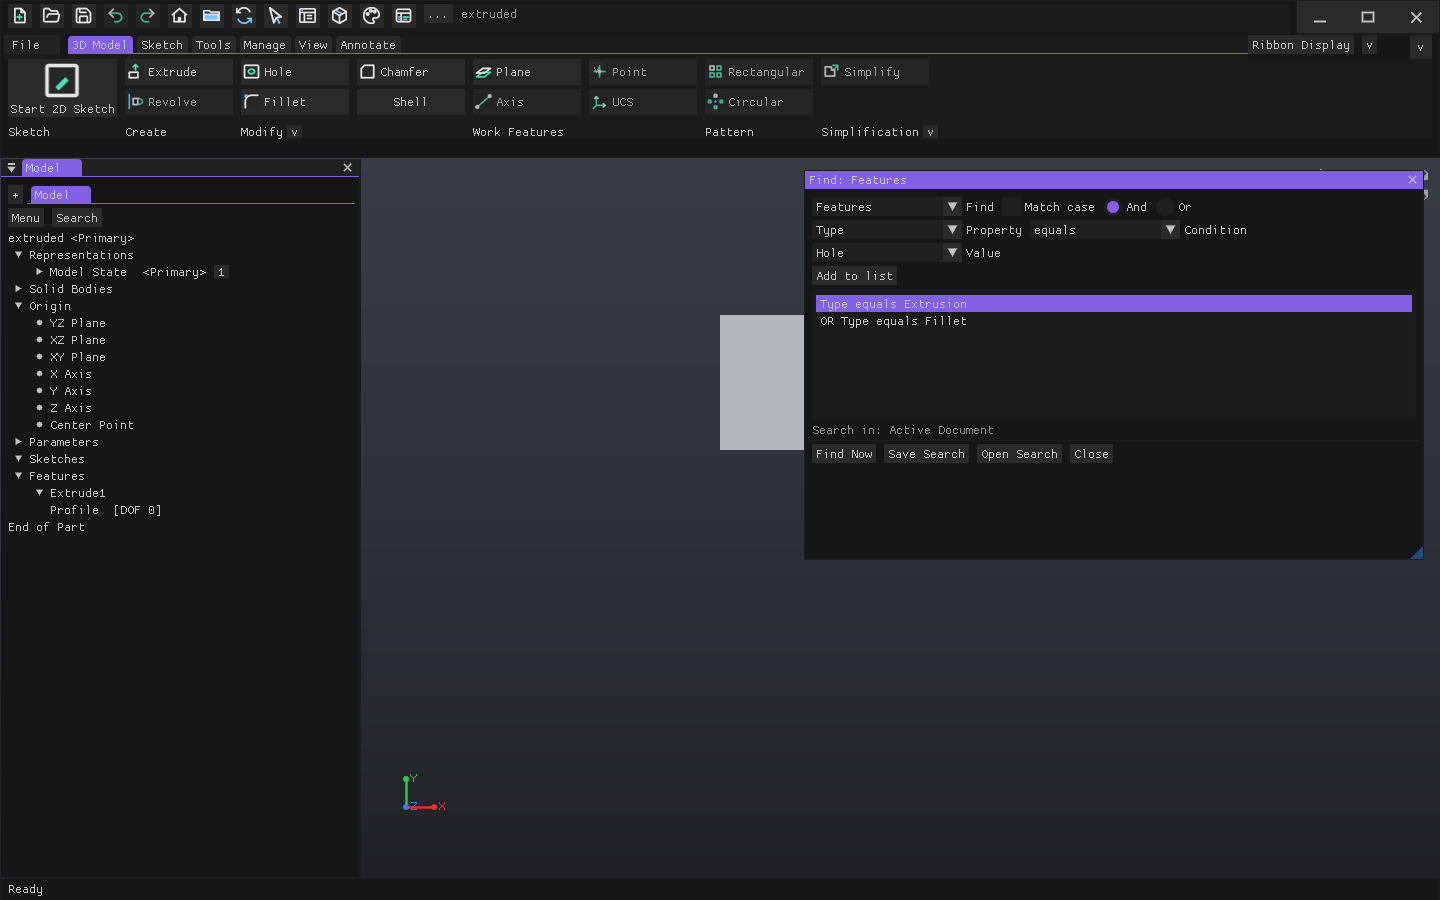 ... extruded
File 3D Model Sketch Tools Manage View Annotate Ribbon Display v v
Start 2D Sketch
Extrude Hole Chamfer Plane Point Rectangular Simplify
Revolve Fillet Shell Axis UCS Circular
Sketch Create Modify v Work Features Pattern Simplification v
Model
+ Model
Menu Search
extruded <Primary>
Representations
Model State <Primary> 1
Solid Bodies
Origin
YZ Plane
XZ Plane
XY Plane
X Axis
Y Axis
Z Axis
Center Point
Parameters
Sketches
Features
Extrude1
Profile [DOF 0]
End of Part
Find: Features
Features Find Match case And Or
Type Property equals Condition
Hole Value
Add to list
Type equals Extrusion
OR Type equals Fillet
Search in: Active Document
Find Now Save Search Open Search Close
Y
Z X
Ready